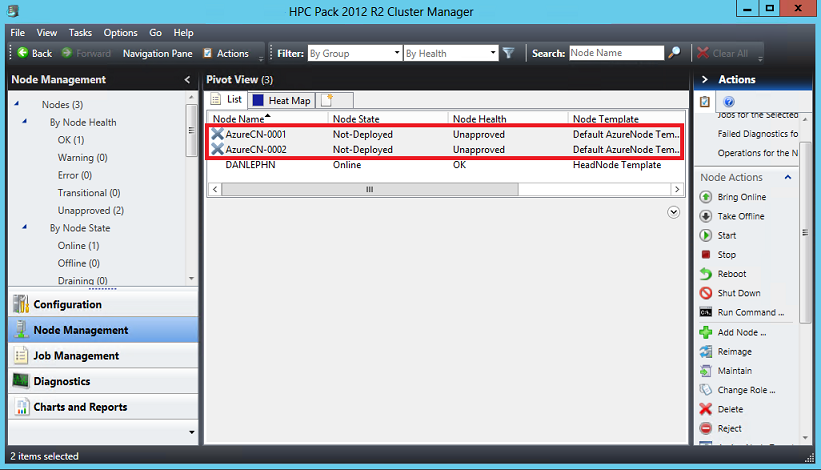 HPC Pack 2012 R2 Cluster Manager
File View Tasks Options Go Help
Back Forward Navigation Pane Actions Filter: By Group By Health Search: Node Name Clear All
Node Management
Nodes (3)
By Node Health
OK (1)
Warning (0)
Error (0)
Transitional (0)
Unapproved (2)
By Node State
Online (1)
Offline (0)
Draining (0)
Configuration
Node Management
Job Management
Diagnostics
Charts and Reports
Pivot View (3)
List Heat Map
Node Name Node State Node Health Node Template
AzureCN-0001 Not-Deployed Unapproved Default AzureNode Tem...
AzureCN-0002 Not-Deployed Unapproved Default AzureNode Tem...
DANLEPHN Online OK HeadNode Template
Actions
Jobs for the Selected
Failed Diagnostics fo
Operations for the N
Node Actions
Bring Online
Take Offline
Start
Stop
Reboot
Shut Down
Run Command ...
Add Node ...
Reimage
Maintain
Change Role ...
Delete
Reject
2 items selected